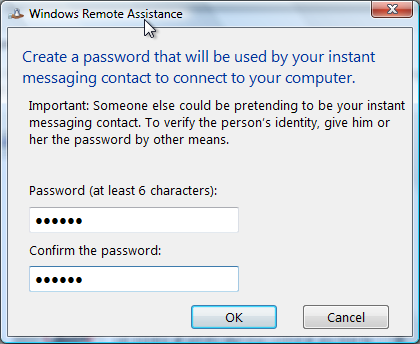 Windows Remote Assistance
Create a password that will be used by your instant
messaging contact to connect to your computer.
Important: Someone else could be pretending to be your instant
messaging contact. To verify the person's identity, give him or
her the password by other means.
Password (at least 6 characters):
●●●●●●
Confirm the password:
●●●●●●
OK
Cancel